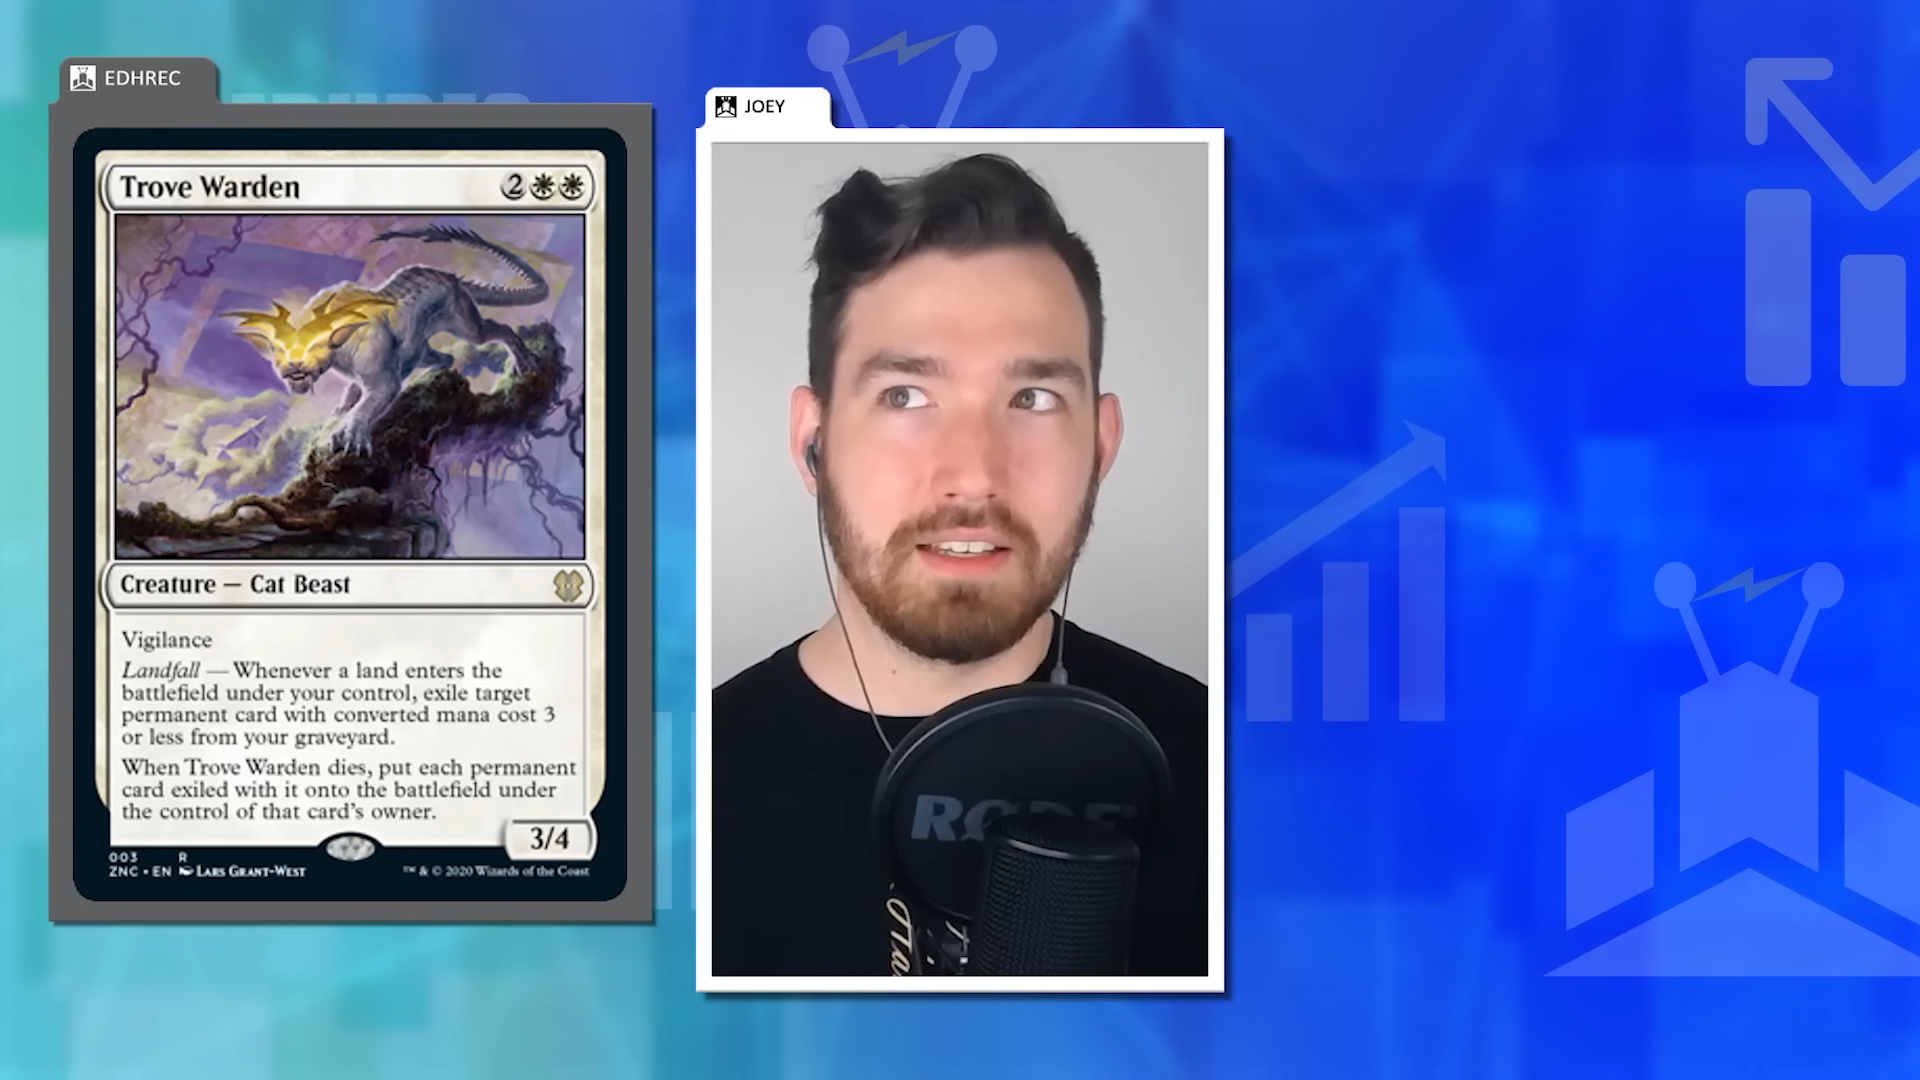 EDHREC
Trove Warden
2
Creature — Cat Beast
Vigilance
Landfall — Whenever a land enters the
battlefield under your control, exile target
permanent card with converted mana cost 3
or less from your graveyard.
When Trove Warden dies, put each permanent
card exiled with it onto the battlefield under
the control of that card's owner.
3/4
003 R
ZNC • EN Lars Grant-West
™ & © 2020 Wizards of the Coast
JOEY
RODE